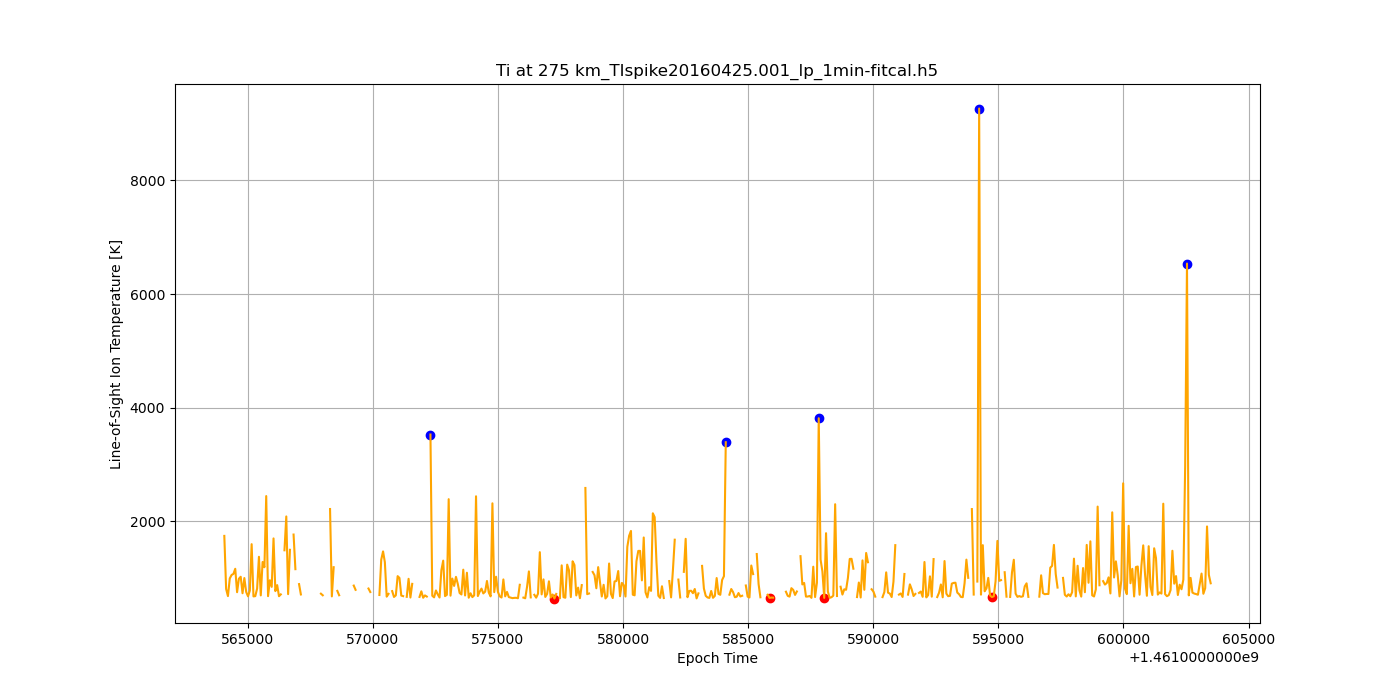 Ti at 275 km_TIspike20160425.001_lp_1min-fitcal.h5
Line-of-Sight Ion Temperature [K]
8000
6000
4000
2000
565000 570000 575000 580000 585000 590000 595000 600000 605000
Epoch Time
+1.4610000000e9